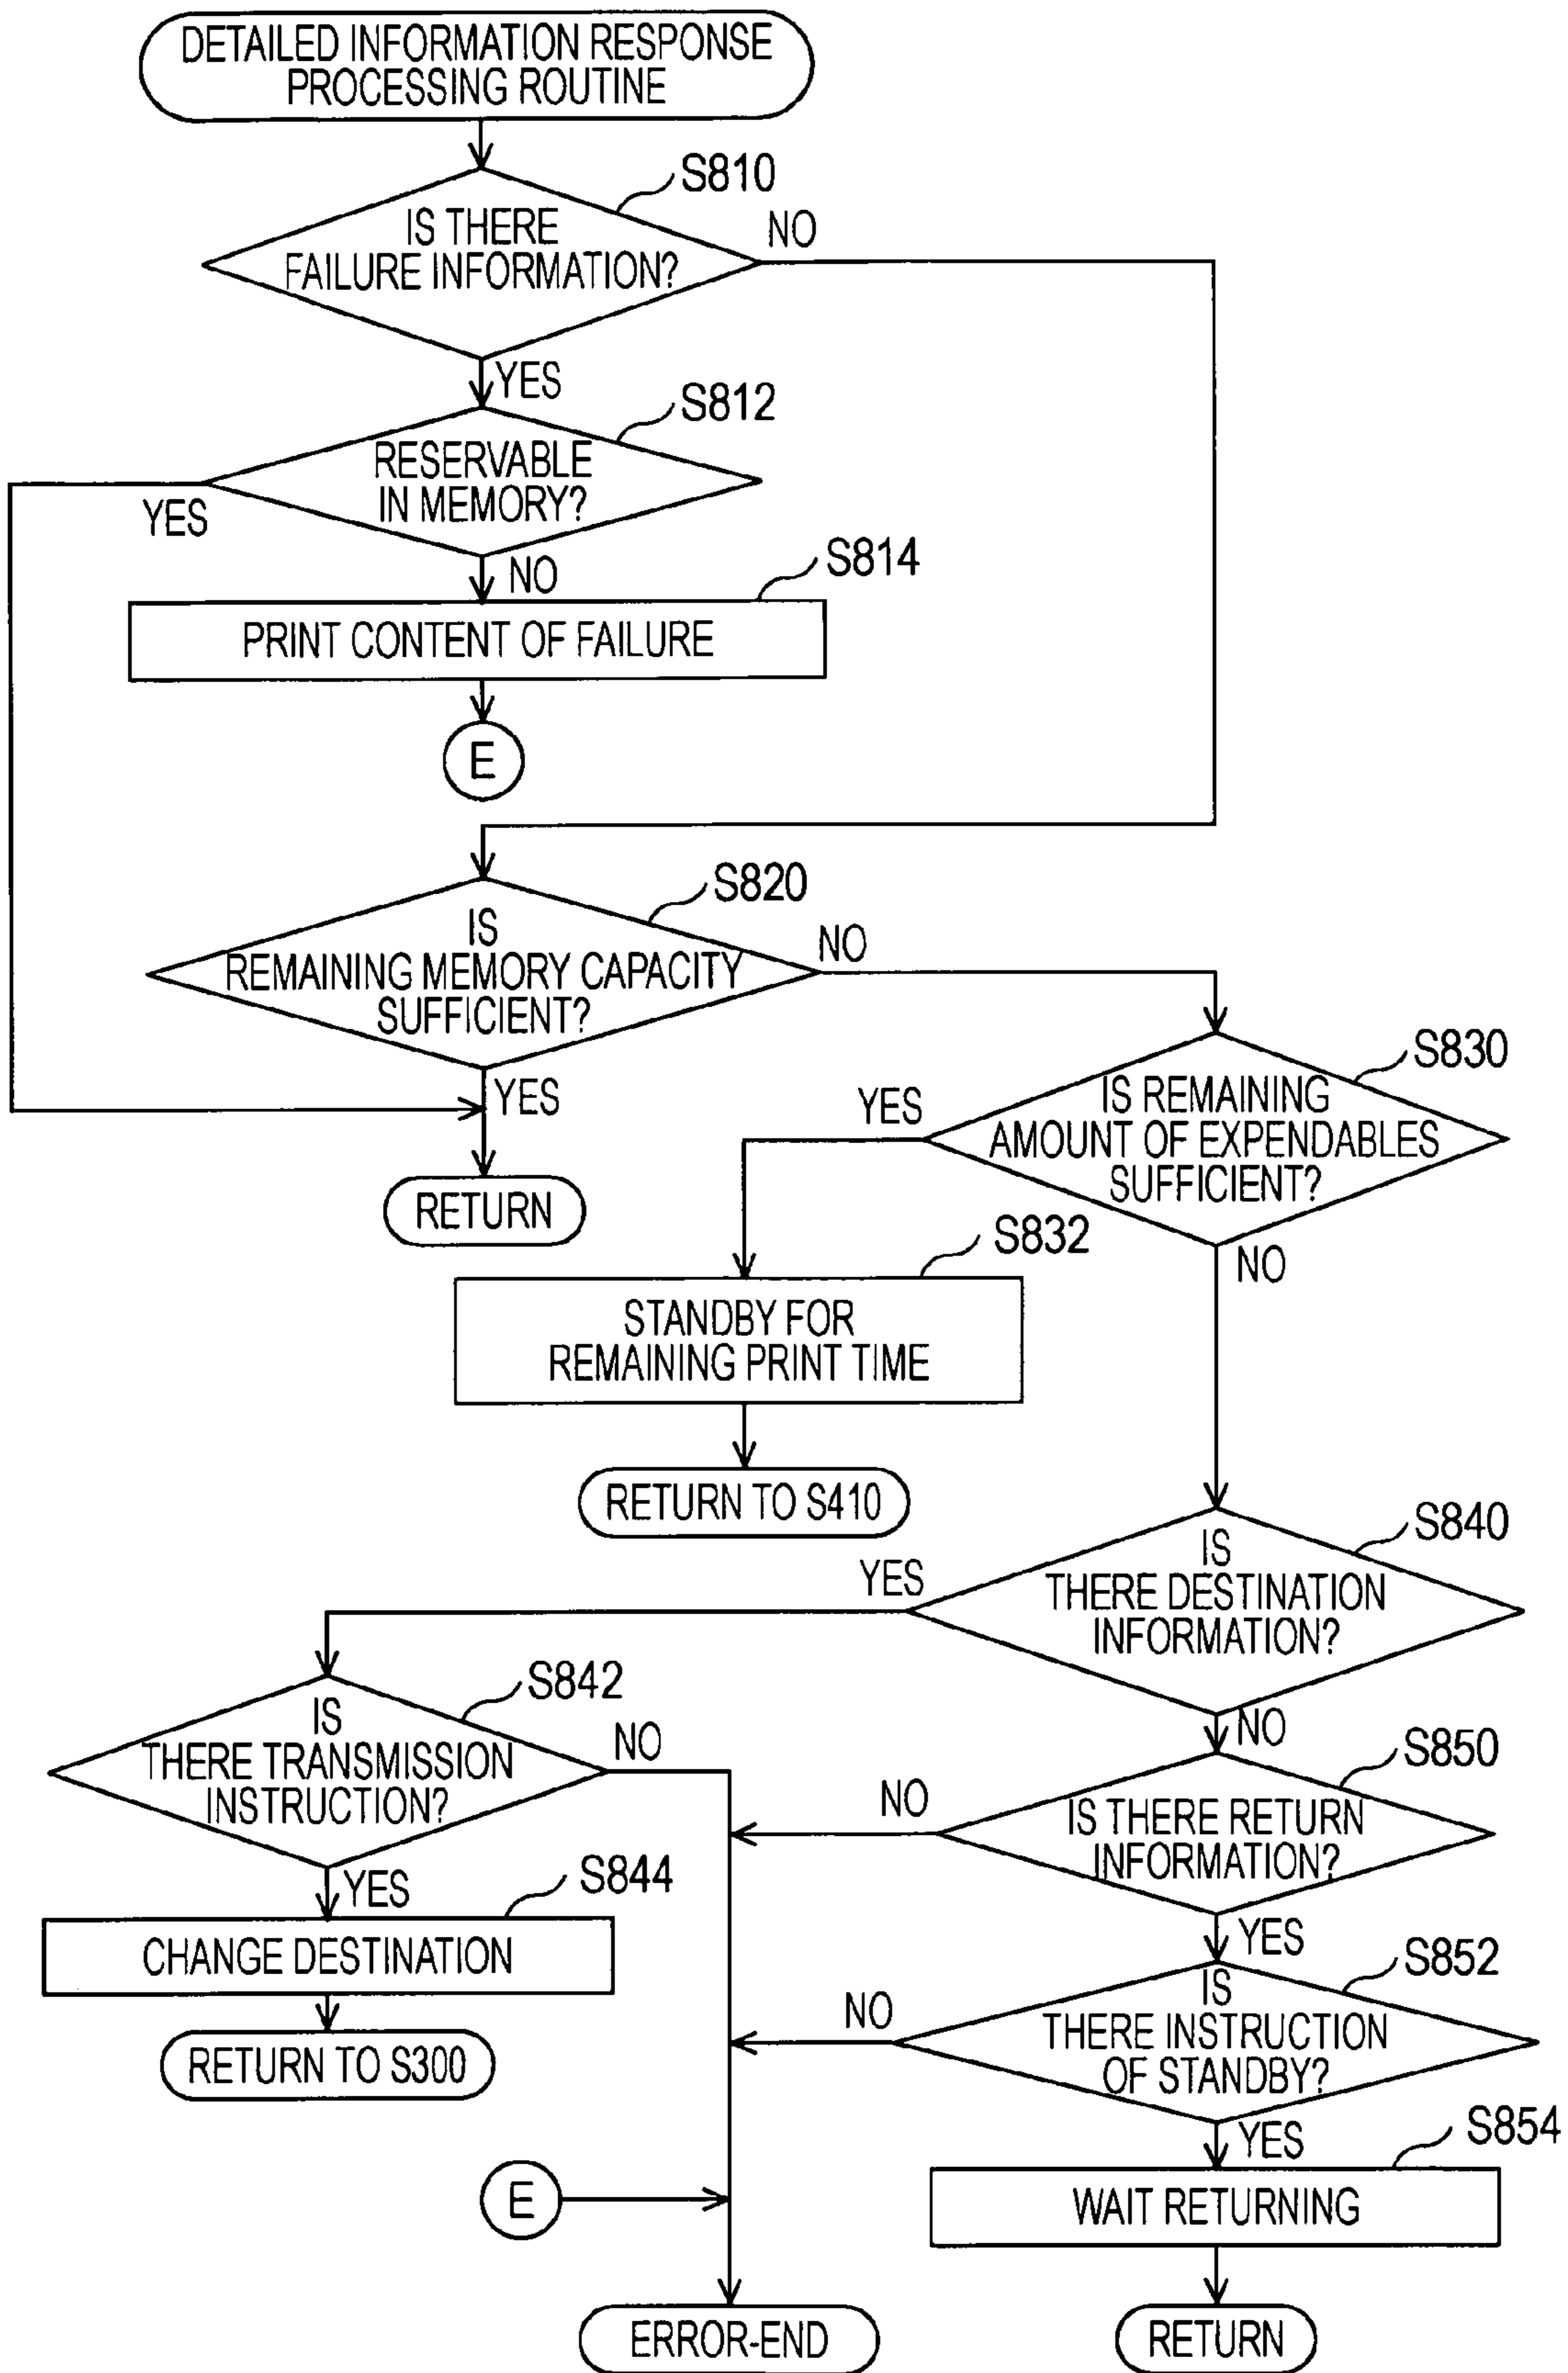 DETAILED INFORMATION RESPONSE
PROCESSING ROUTINE
S810
IS THERE
FAILURE INFORMATION?
NO
YES
S812
RESERVABLE
IN MEMORY?
YES
NO
S814
PRINT CONTENT OF FAILURE
E
S820
IS
REMAINING MEMORY CAPACITY
SUFFICIENT?
NO
YES
RETURN
S830
IS REMAINING
AMOUNT OF EXPENDABLES
SUFFICIENT?
YES
NO
S832
STANDBY FOR
REMAINING PRINT TIME
RETURN TO S410
S840
IS
THERE DESTINATION
INFORMATION?
YES
NO
S842
IS
THERE TRANSMISSION
INSTRUCTION?
NO
YES
S844
CHANGE DESTINATION
RETURN TO S300
S850
IS THERE RETURN
INFORMATION?
NO
YES
S852
IS
THERE INSTRUCTION
OF STANDBY?
NO
YES
S854
WAIT RETURNING
E
ERROR-END
RETURN